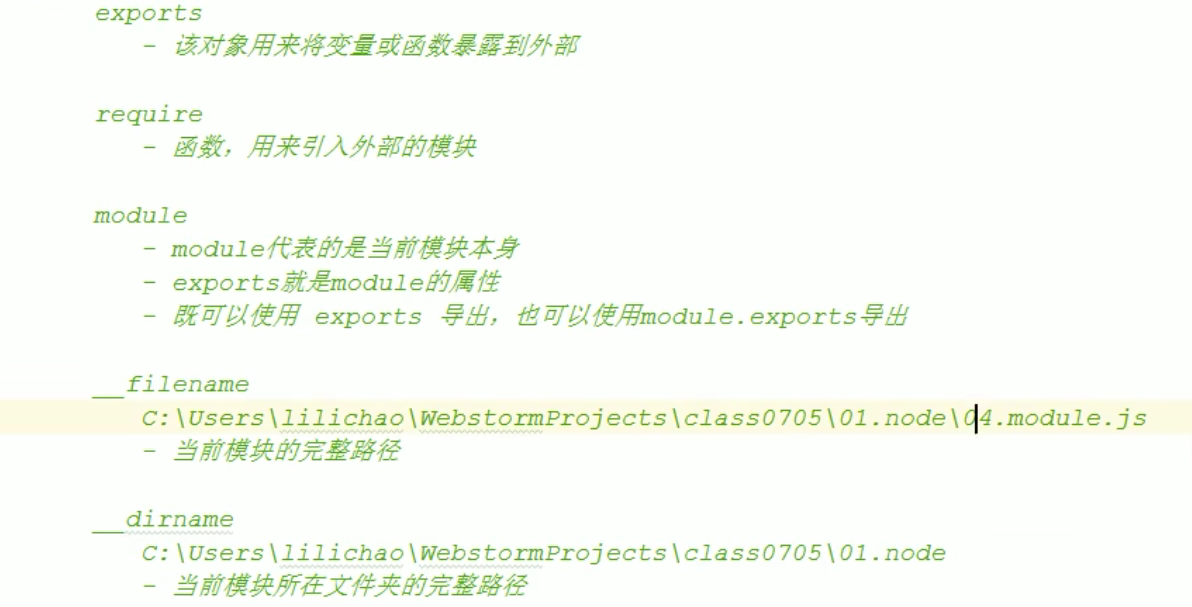 exports
- 该对象用来将变量或函数暴露到外部
require
- 函数，用来引入外部的模块
module
- module代表的是当前模块本身
- exports就是module的属性
- 既可以使用 exports 导出，也可以使用module.exports导出
__filename
C:\Users\lilichao\WebstormProjects\class0705\01.node\04.module.js
- 当前模块的完整路径
__dirname
C:\Users\lilichao\WebstormProjects\class0705\01.node
- 当前模块所在文件夹的完整路径